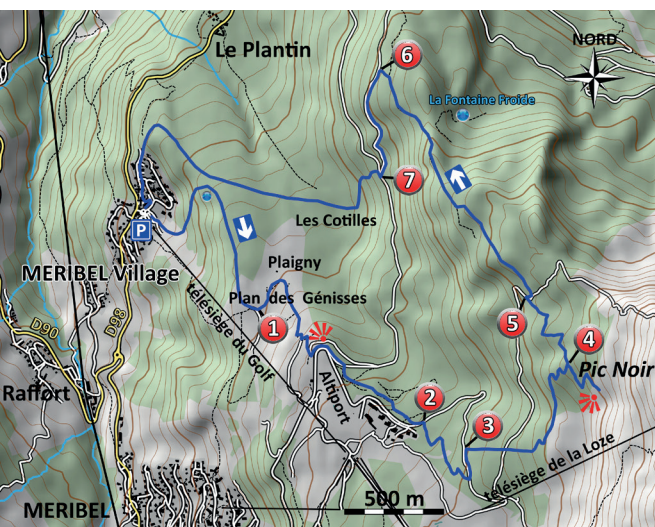 6
Le Plantin
NORD
La Fontaine Froide
7
P
Les Cotilles
MERIBEL Village
Plaigny
Plan des Génisses
télésiège du Golf
D98
D90
1
5
4
Pic Noir
Raffort
Altiport
2
3
télésiège de la Loze
500 m
MERIBEL